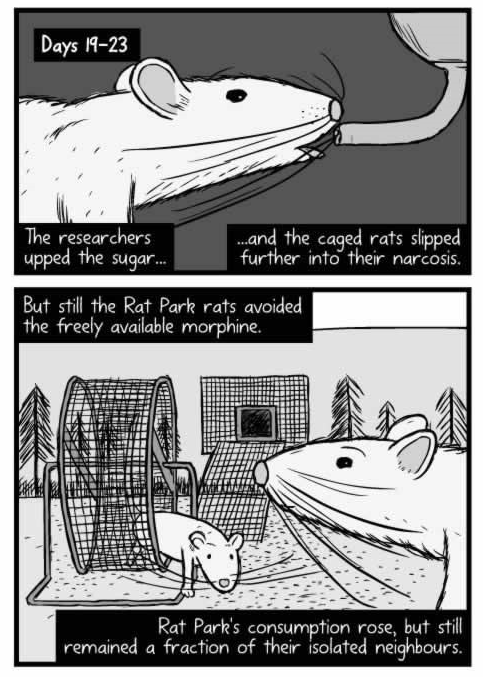 Days 19-23
The researchers
upped the sugar...
...and the caged rats slipped
further into their narcosis.
But still the Rat Park rats avoided
the freely available morphine.
Rat Park's consumption rose, but still
remained a fraction of their isolated neighbours.